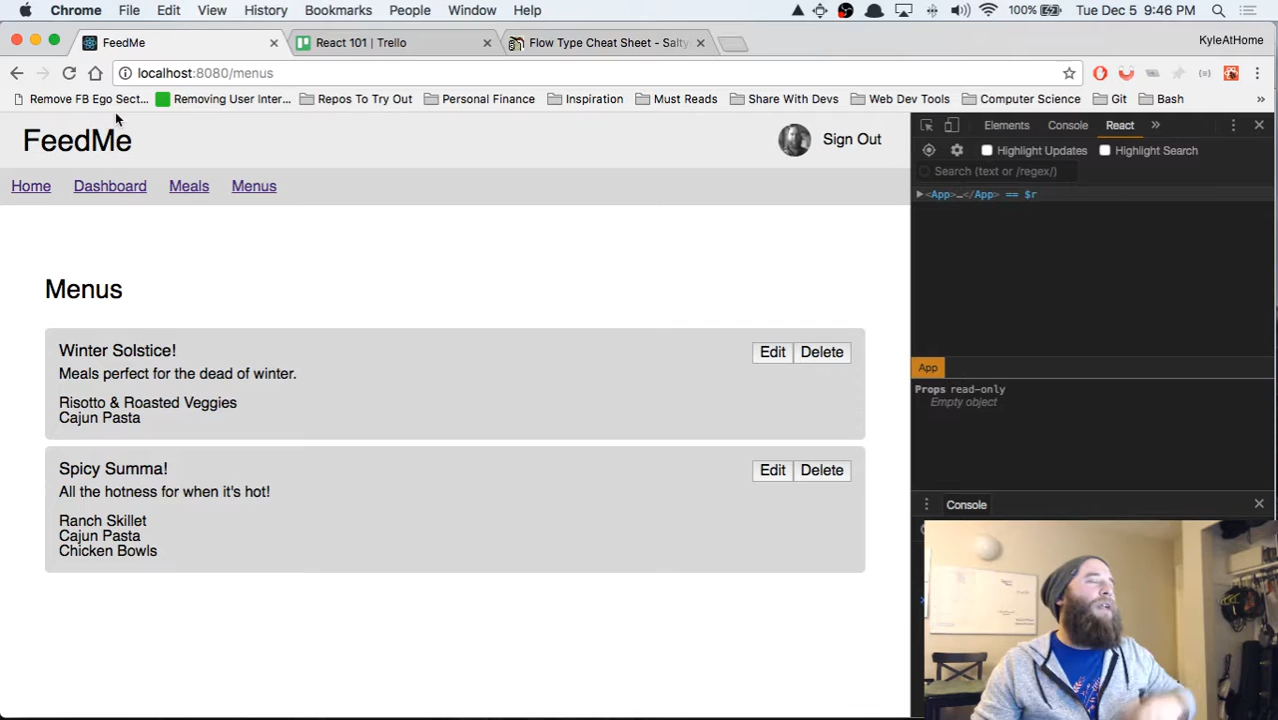 Chrome File Edit View History Bookmarks People Window Help 100% Tue Dec 5 9:46 PM
FeedMe React 101 | Trello Flow Type Cheat Sheet - Salty KyleAtHome
localhost:8080/menus
Remove FB Ego Sect... Removing User Inter... Repos To Try Out Personal Finance Inspiration Must Reads Share With Devs Web Dev Tools Computer Science Git Bash »
FeedMe Sign Out
Home Dashboard Meals Menus
Menus
Winter Solstice! Edit Delete
Meals perfect for the dead of winter.
Risotto & Roasted Veggies
Cajun Pasta
Spicy Summa! Edit Delete
All the hotness for when it's hot!
Ranch Skillet
Cajun Pasta
Chicken Bowls
Elements Console React »
Highlight Updates Highlight Search
Search (text or /regex/)
<App>…</App> == $r
App
Props read-only
Empty object
Console